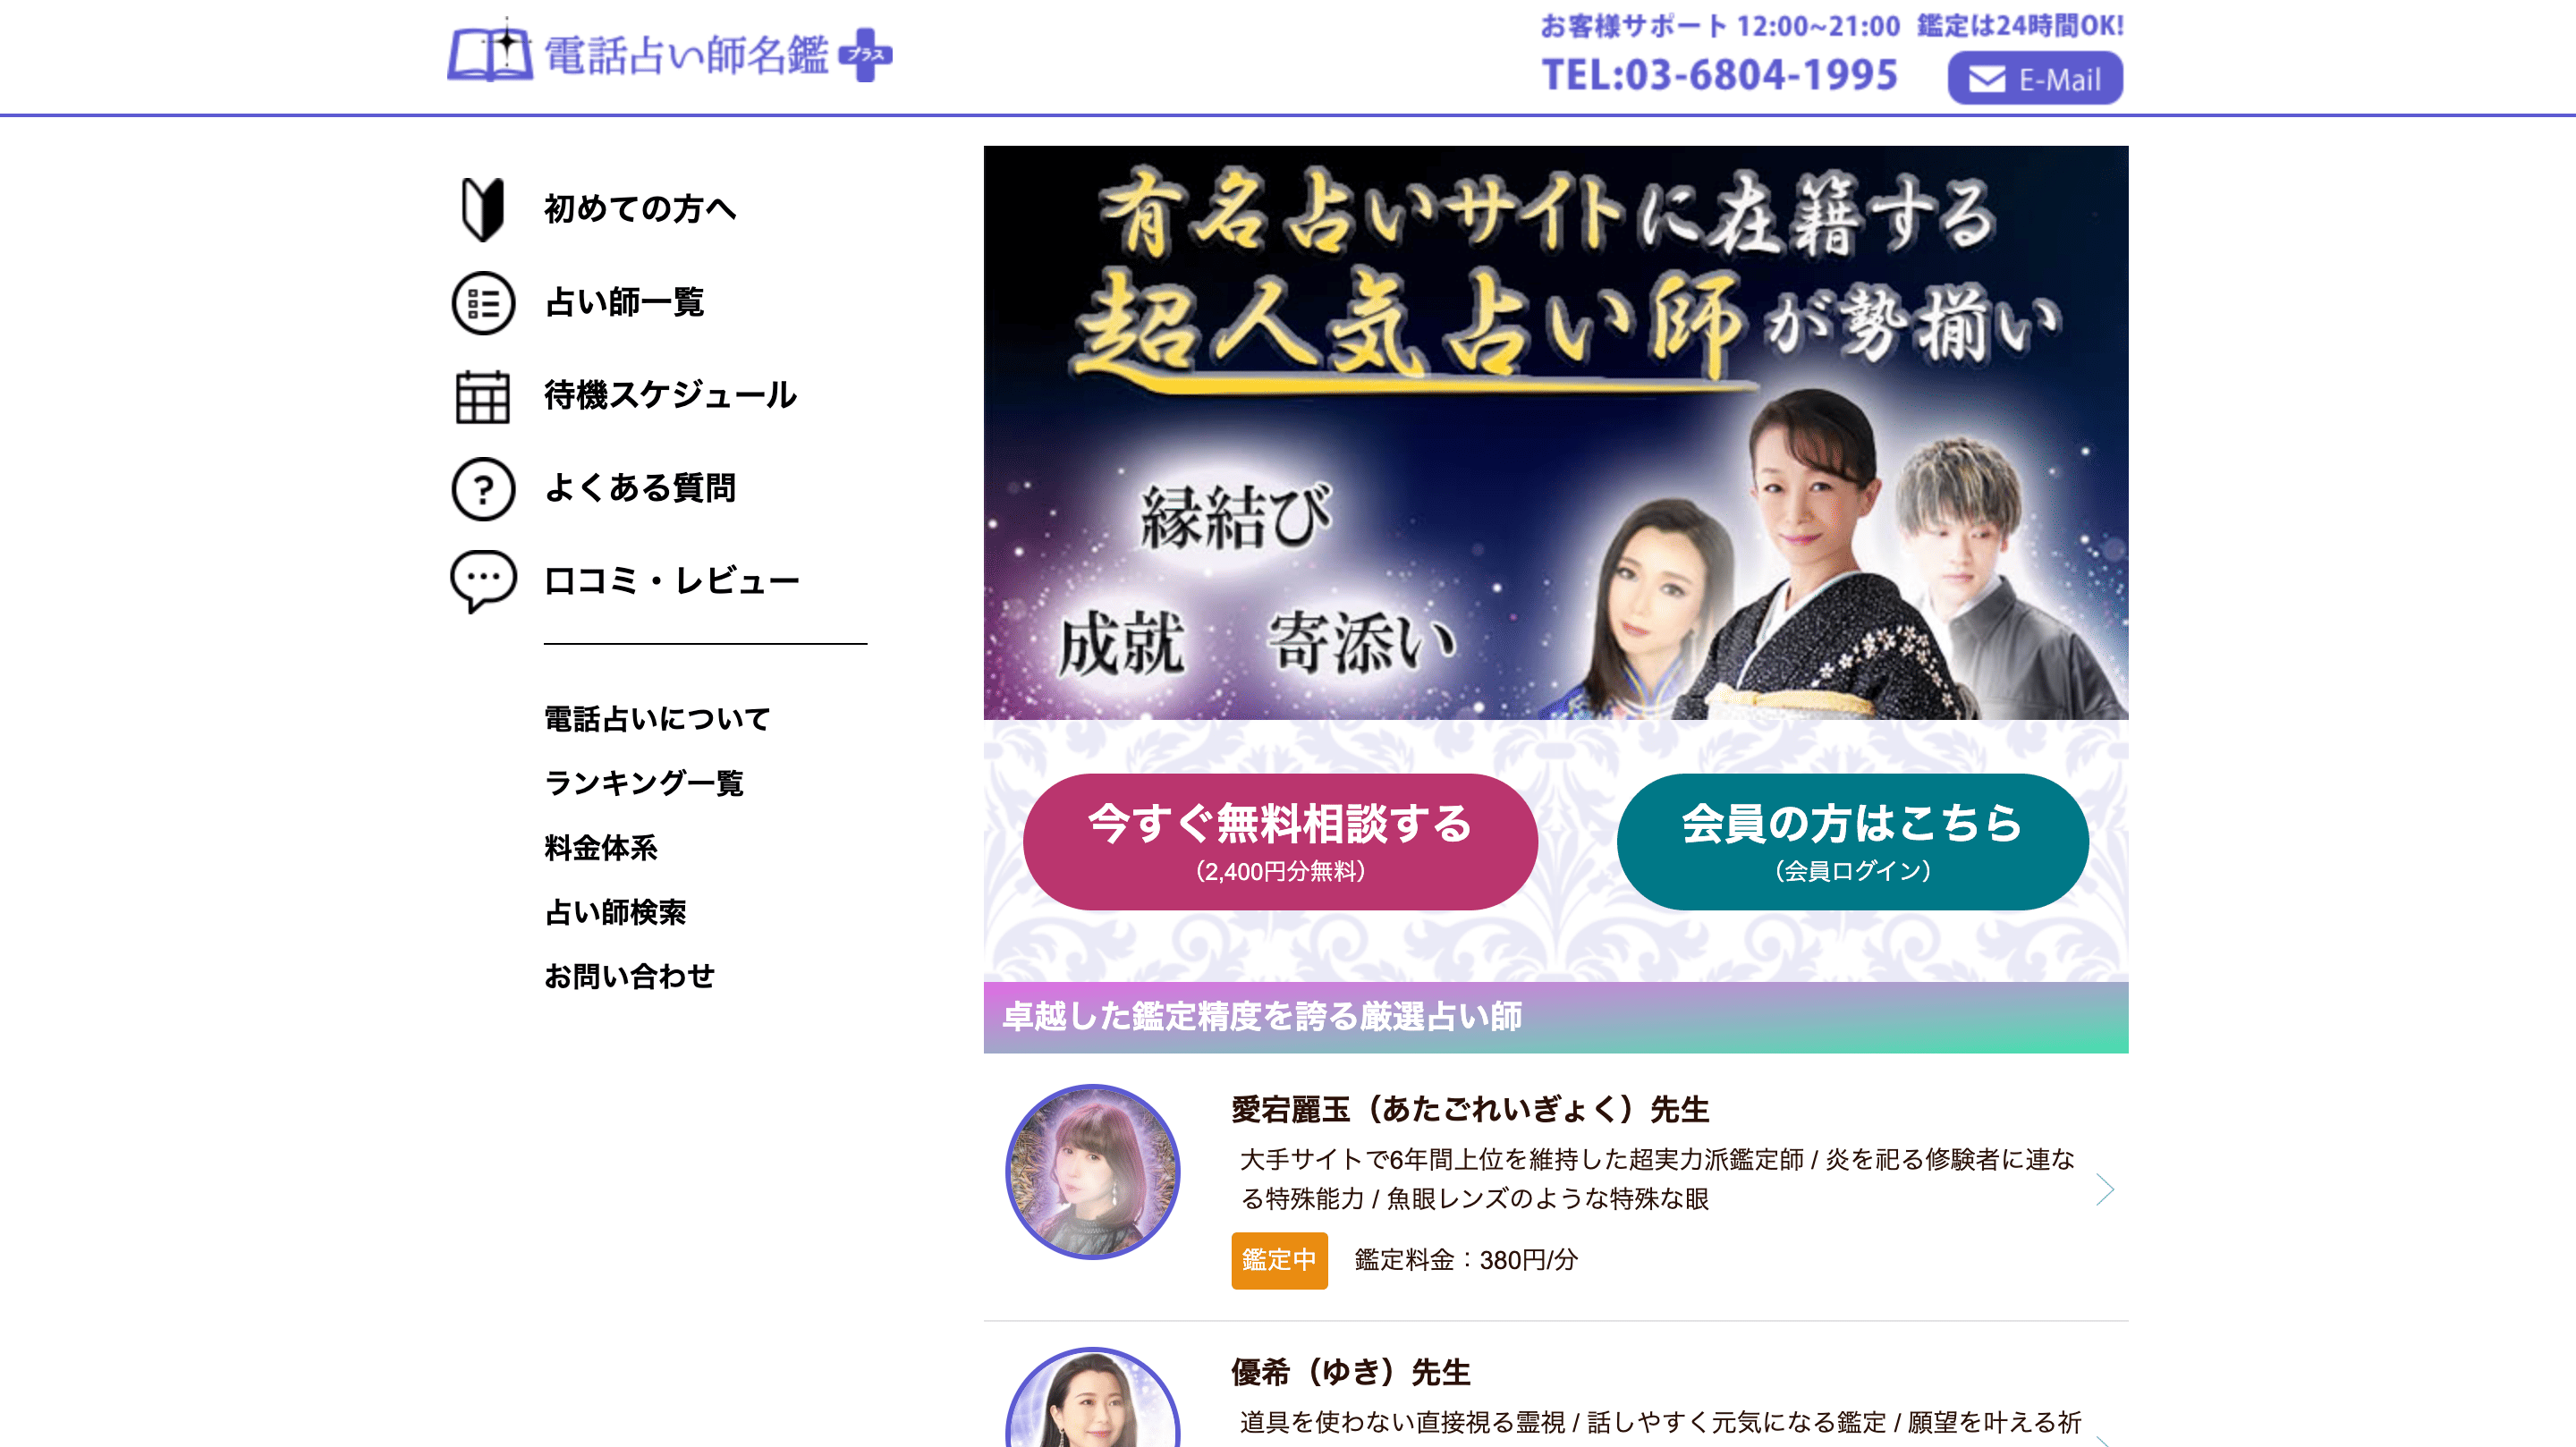 電話占い師名鑑 プラス
お客様サポート 12:00~21:00 鑑定は24時間OK!
TEL:03-6804-1995
E-Mail
初めての方へ
占い師一覧
待機スケジュール
よくある質問
口コミ・レビュー
電話占いについて
ランキング一覧
料金体系
占い師検索
お問い合わせ
有名占いサイトに在籍する
超人気占い師が勢揃い
縁結び
成就 寄添い
今すぐ無料相談する
（2,400円分無料）
会員の方はこちら
（会員ログイン）
卓越した鑑定精度を誇る厳選占い師
愛宕麗玉（あたごれいぎょく）先生
大手サイトで6年間上位を維持した超実力派鑑定師 / 炎を祀る修験者に連な
る特殊能力 / 魚眼レンズのような特殊な眼
鑑定中 鑑定料金：380円/分
優希（ゆき）先生
道具を使わない直接視る霊視 / 話しやすく元気になる鑑定 / 願望を叶える祈